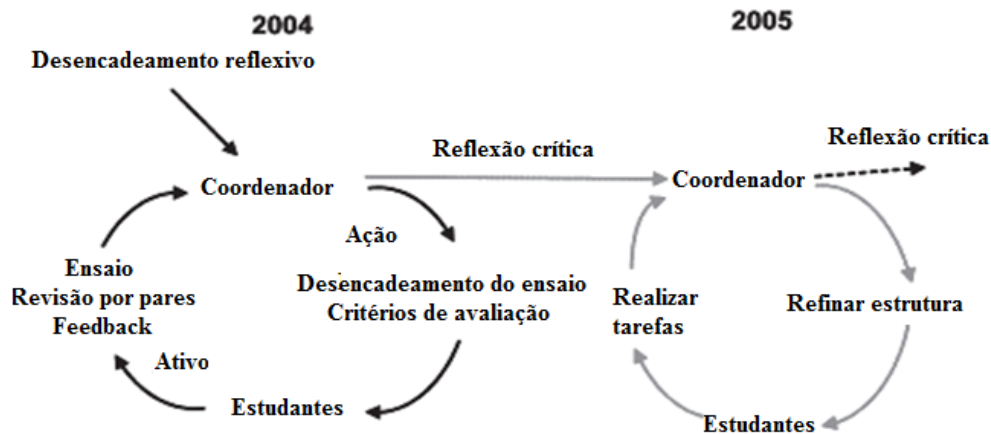 2004
Desencadeamento reflexivo
Coordenador
Ação
Desencadeamento do ensaio
Critérios de avaliação
Estudantes
Ativo
Ensaio
Revisão por pares
Feedback
Reflexão crítica
2005
Coordenador
Reflexão crítica
Refinar estrutura
Estudantes
Realizar
tarefas